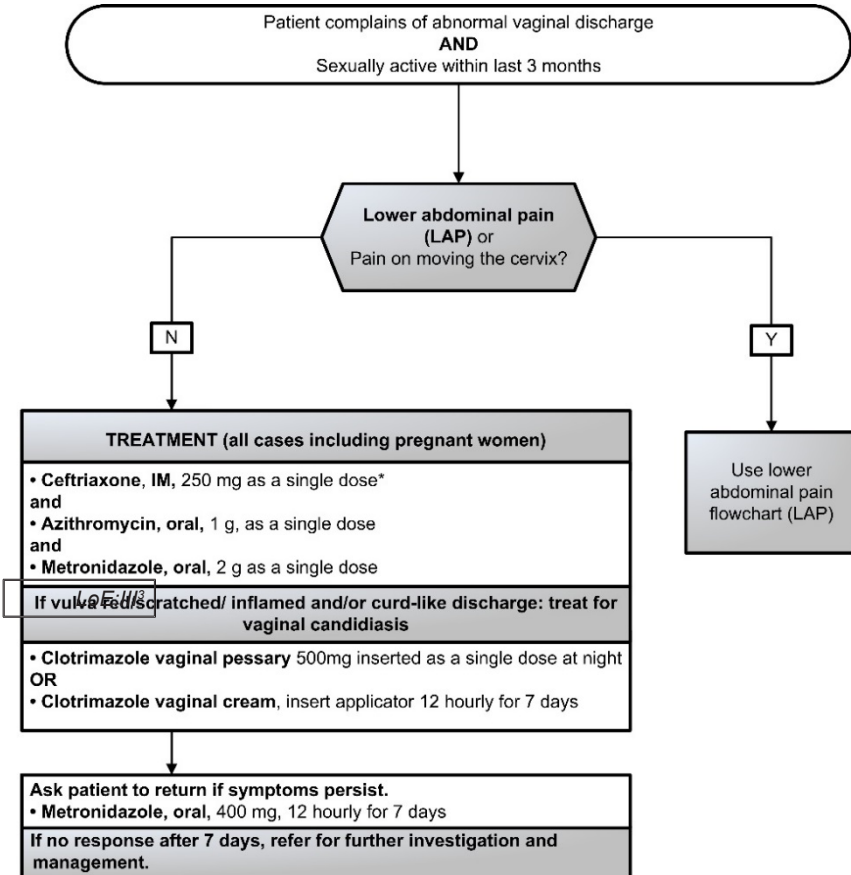 Patient complains of abnormal vaginal discharge
AND
Sexually active within last 3 months
Lower abdominal pain
(LAP) or
Pain on moving the cervix?
N
Y
TREATMENT (all cases including pregnant women)
• Ceftriaxone, IM, 250 mg as a single dose*
and
• Azithromycin, oral, 1 g, as a single dose
and
• Metronidazole, oral, 2 g as a single dose
LoE:III³
If vulva red/scratched/ inflamed and/or curd-like discharge: treat for
vaginal candidiasis
• Clotrimazole vaginal pessary 500mg inserted as a single dose at night
OR
• Clotrimazole vaginal cream, insert applicator 12 hourly for 7 days
Use lower
abdominal pain
flowchart (LAP)
Ask patient to return if symptoms persist.
• Metronidazole, oral, 400 mg, 12 hourly for 7 days
If no response after 7 days, refer for further investigation and
management.